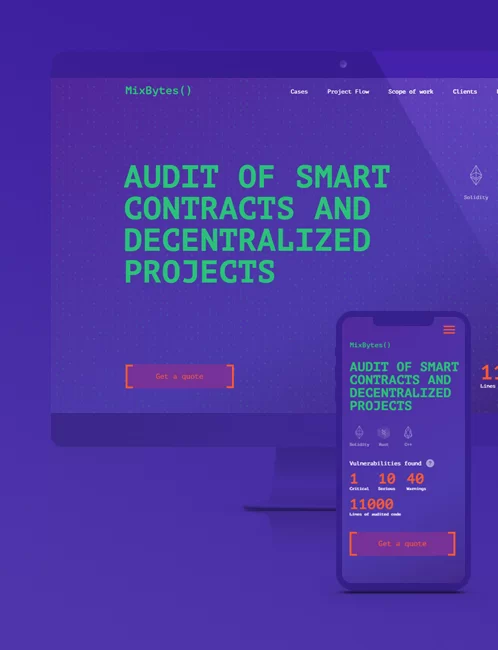 MixBytes()
Cases Project Flow Scope of work Clients
AUDIT OF SMART
CONTRACTS AND
DECENTRALIZED
PROJECTS
Solidity
Get a quote
11
Lines
MixBytes()
AUDIT OF SMART
CONTRACTS AND
DECENTRALIZED
PROJECTS
Solidity Rust C++
Vulnerabilities found ?
1 10 40
Critical Serious Warnings
11000
Lines of audited code
Get a quote